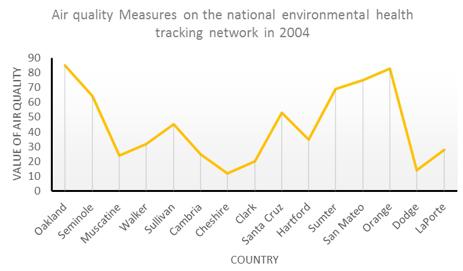 Air quality Measures on the national environmental health
tracking network in 2004
VALUE OF AIR QUALITY
90
80
70
60
50
40
30
20
10
0
Oakland
Seminole
Muscatine
Walker
Sullivan
Cambria
Cheshire
Clark
Santa Cruz
Hartford
Sumter
San Mateo
Orange
Dodge
LaPorte
COUNTRY